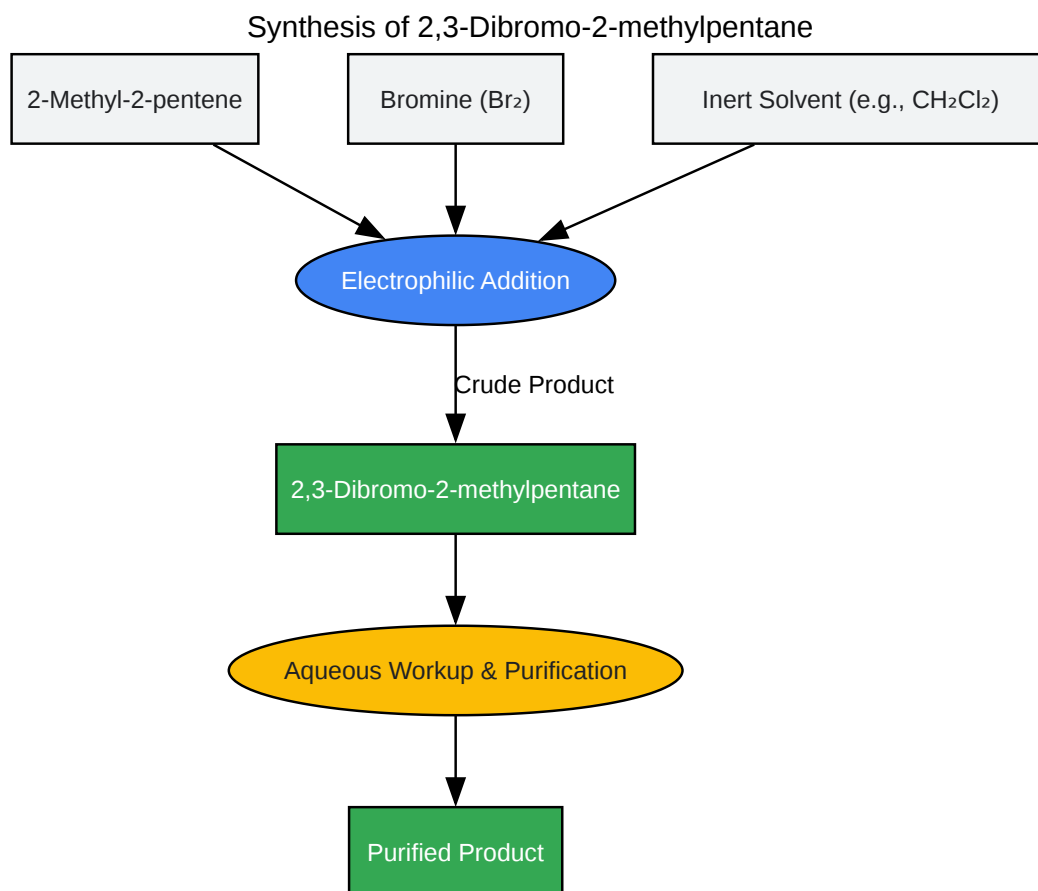 Synthesis of 2,3-Dibromo-2-methylpentane
2-Methyl-2-pentene
Bromine (Br₂)
Inert Solvent (e.g., CH₂Cl₂)
Electrophilic Addition
Crude Product
2,3-Dibromo-2-methylpentane
Aqueous Workup & Purification
Purified Product